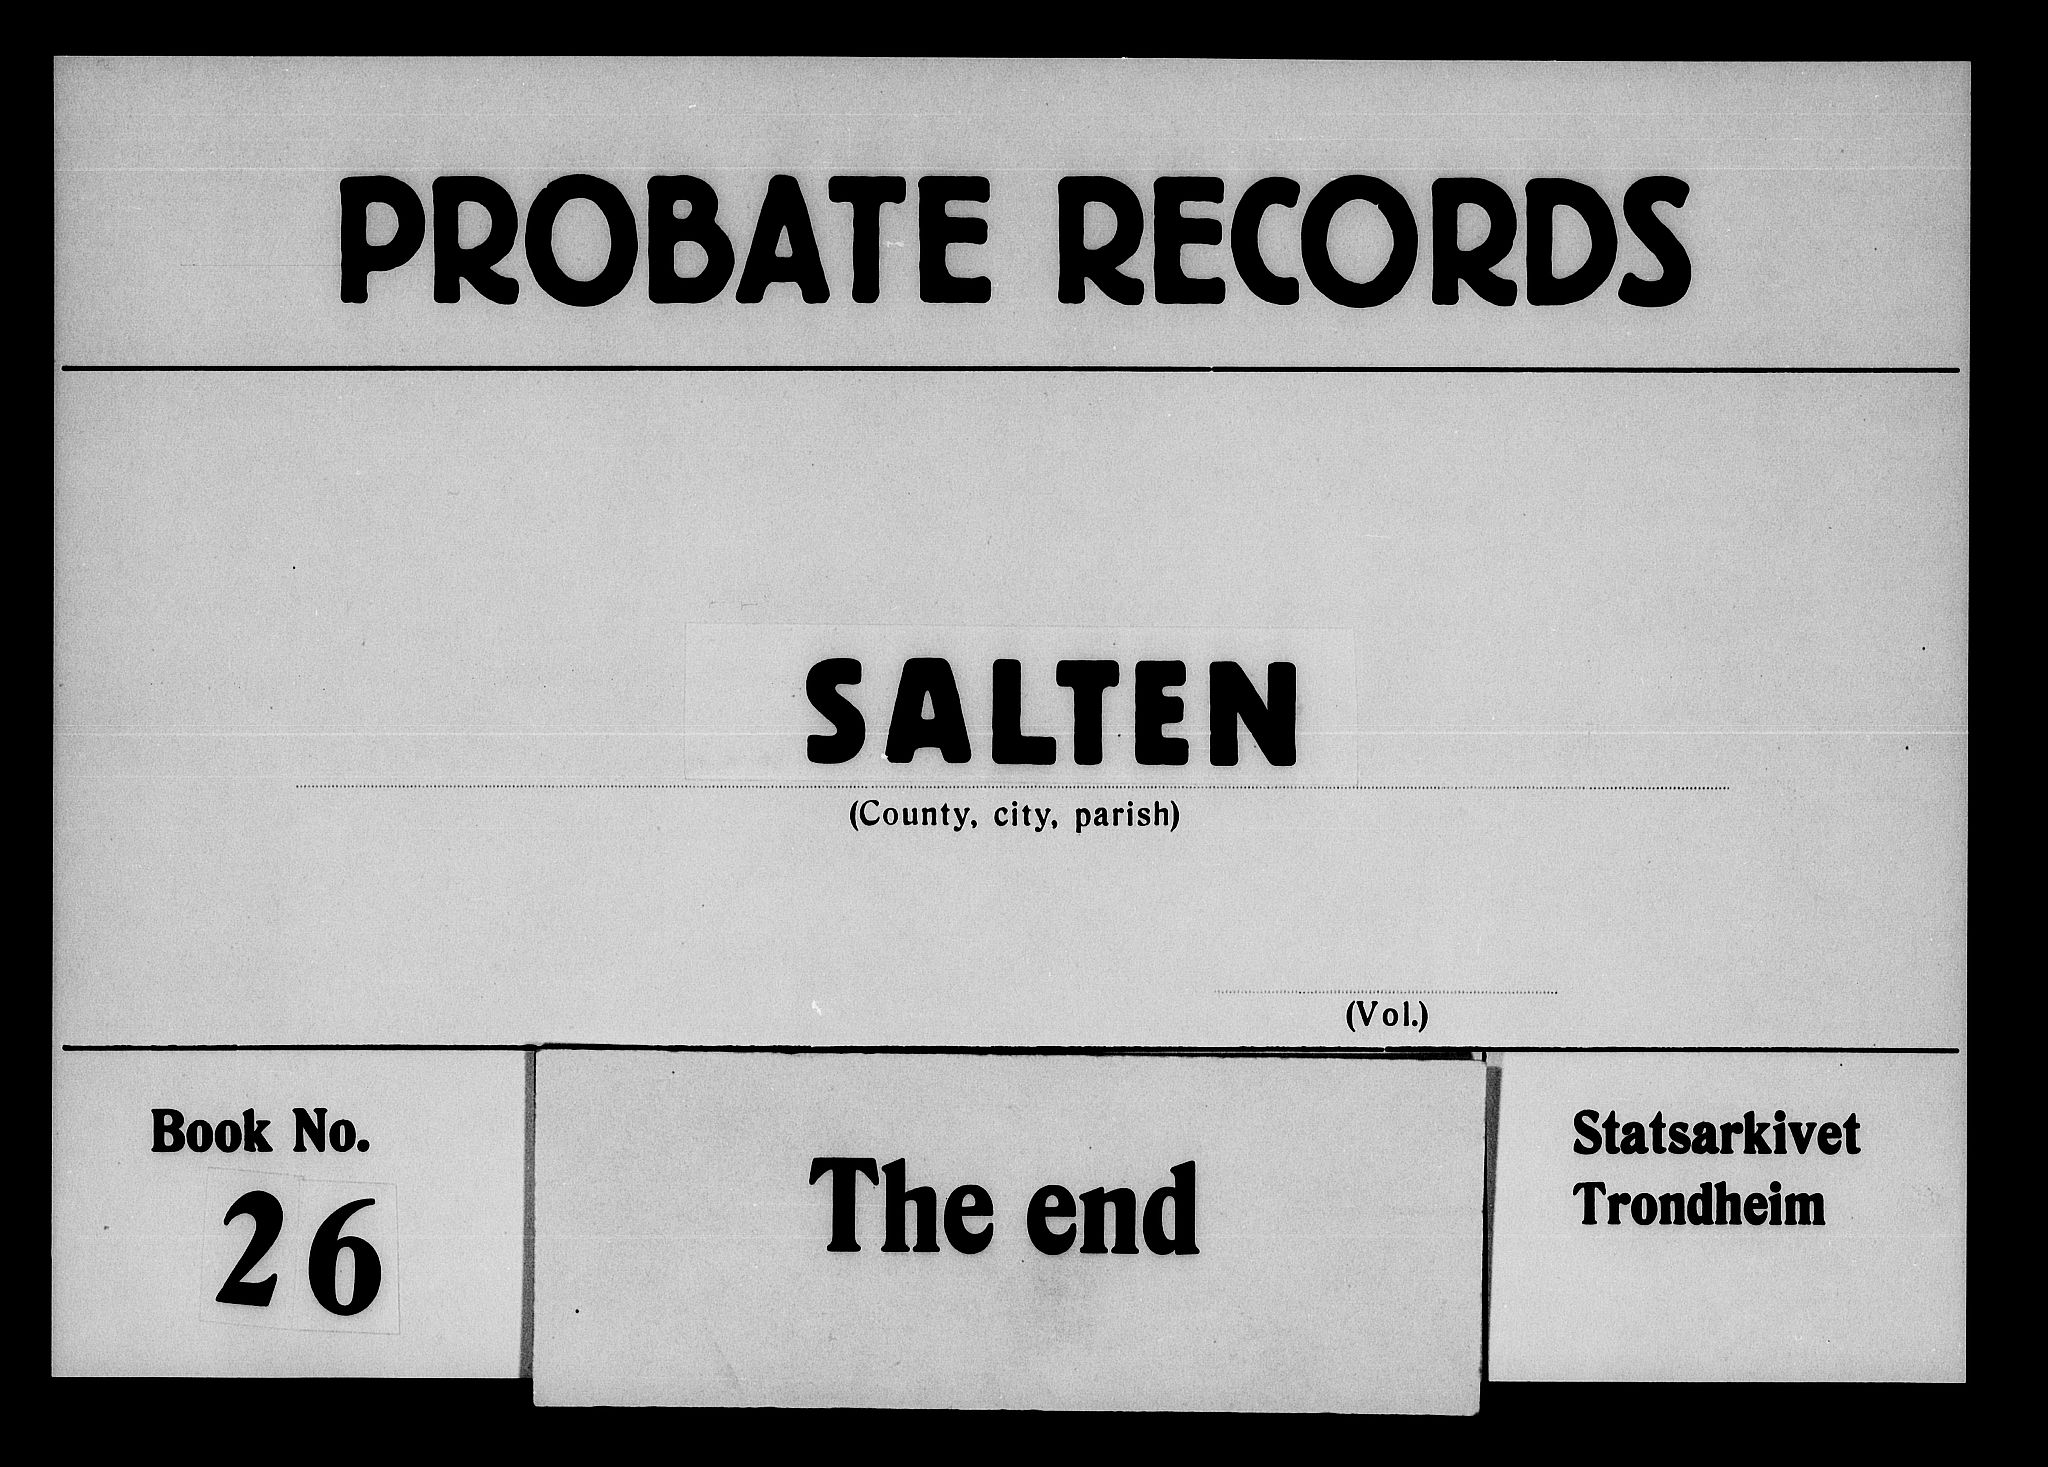 PROBATE RECORDS
SALTEN
(County, city, parish)
(Vol.)
Book No.
26
The end
Statsarkivet
Trondheim